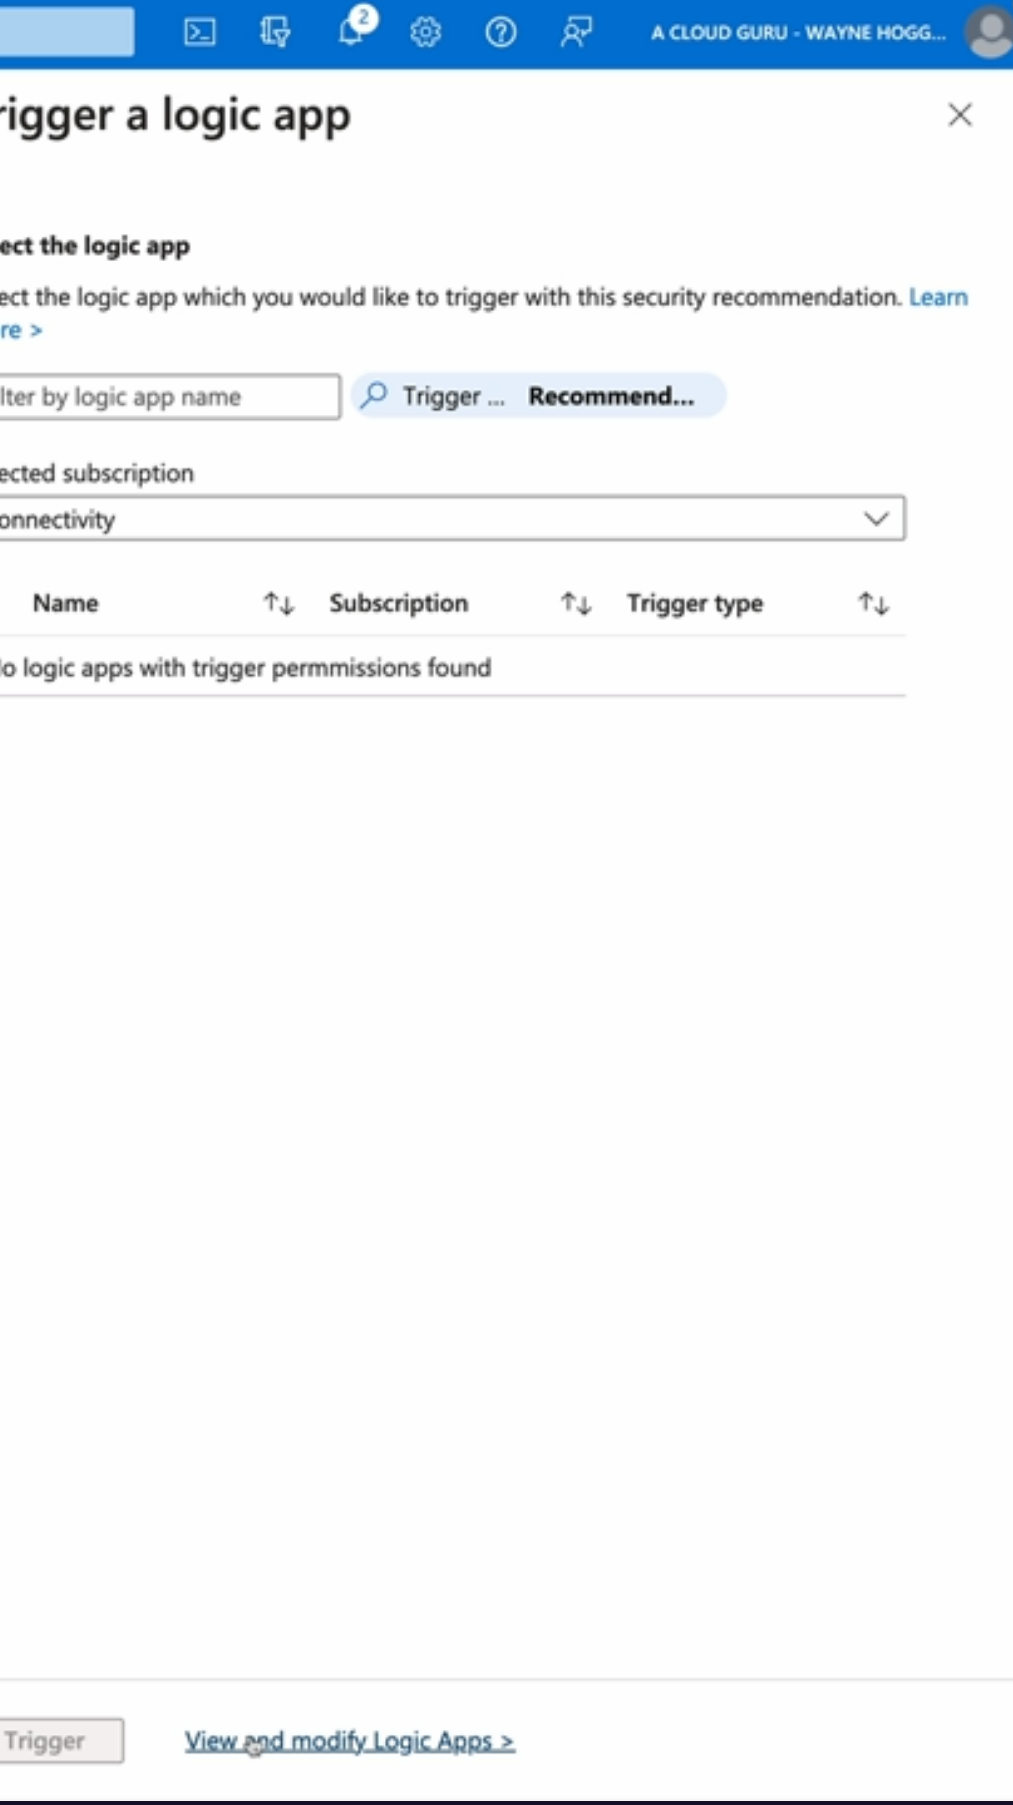 2
A CLOUD GURU - WAYNE HOGG...
rigger a logic app
ect the logic app
ect the logic app which you would like to trigger with this security recommendation. Learn
re >
lter by logic app name
Trigger ... Recommend...
ected subscription
onnectivity
Name Subscription Trigger type
lo logic apps with trigger permmissions found
Trigger
View and modify Logic Apps >